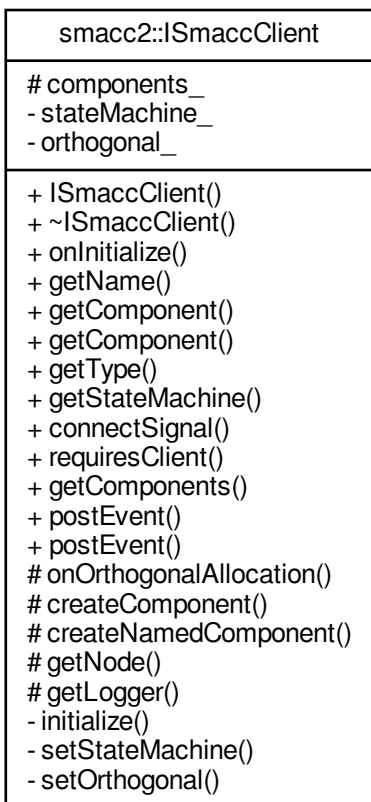 smacc2::ISmaccClient
# components_
- stateMachine_
- orthogonal_
+ ISmaccClient()
+ ~ISmaccClient()
+ onInitialize()
+ getName()
+ getComponent()
+ getComponent()
+ getType()
+ getStateMachine()
+ connectSignal()
+ requiresClient()
+ getComponents()
+ postEvent()
+ postEvent()
# onOrthogonalAllocation()
# createComponent()
# createNamedComponent()
# getNode()
# getLogger()
- initialize()
- setStateMachine()
- setOrthogonal()